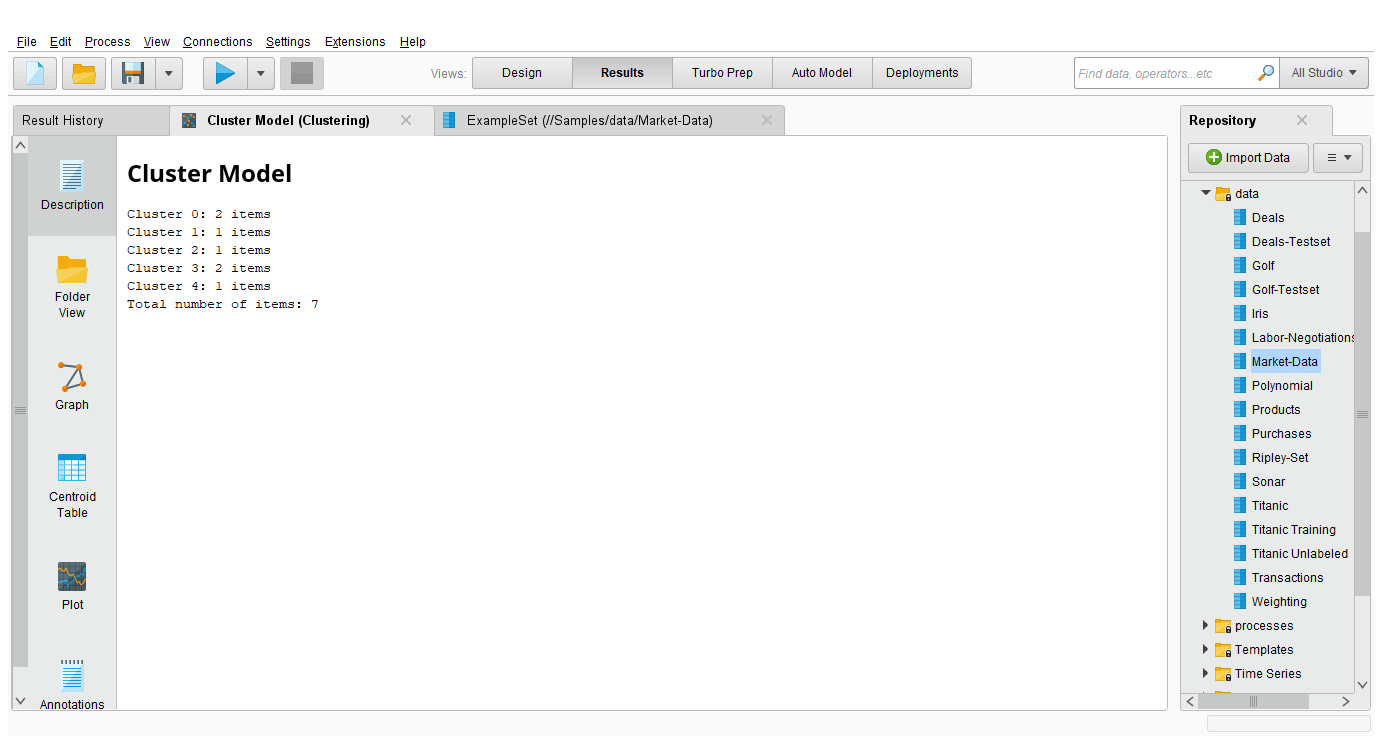 File Edit Process View Connections Settings Extensions Help
Views: Design Results Turbo Prep Auto Model Deployments Find data, operators...etc All Studio
Result History Cluster Model (Clustering) ExampleSet (//Samples/data/Market-Data) Repository
Description
Folder
View
Graph
Centroid
Table
Plot
Annotations
Cluster Model
Cluster 0: 2 items
Cluster 1: 1 items
Cluster 2: 1 items
Cluster 3: 2 items
Cluster 4: 1 items
Total number of items: 7
Import Data
data
Deals
Deals-Testset
Golf
Golf-Testset
Iris
Labor-Negotiations
Market-Data
Polynomial
Products
Purchases
Ripley-Set
Sonar
Titanic
Titanic Training
Titanic Unlabeled
Transactions
Weighting
processes
Templates
Time Series